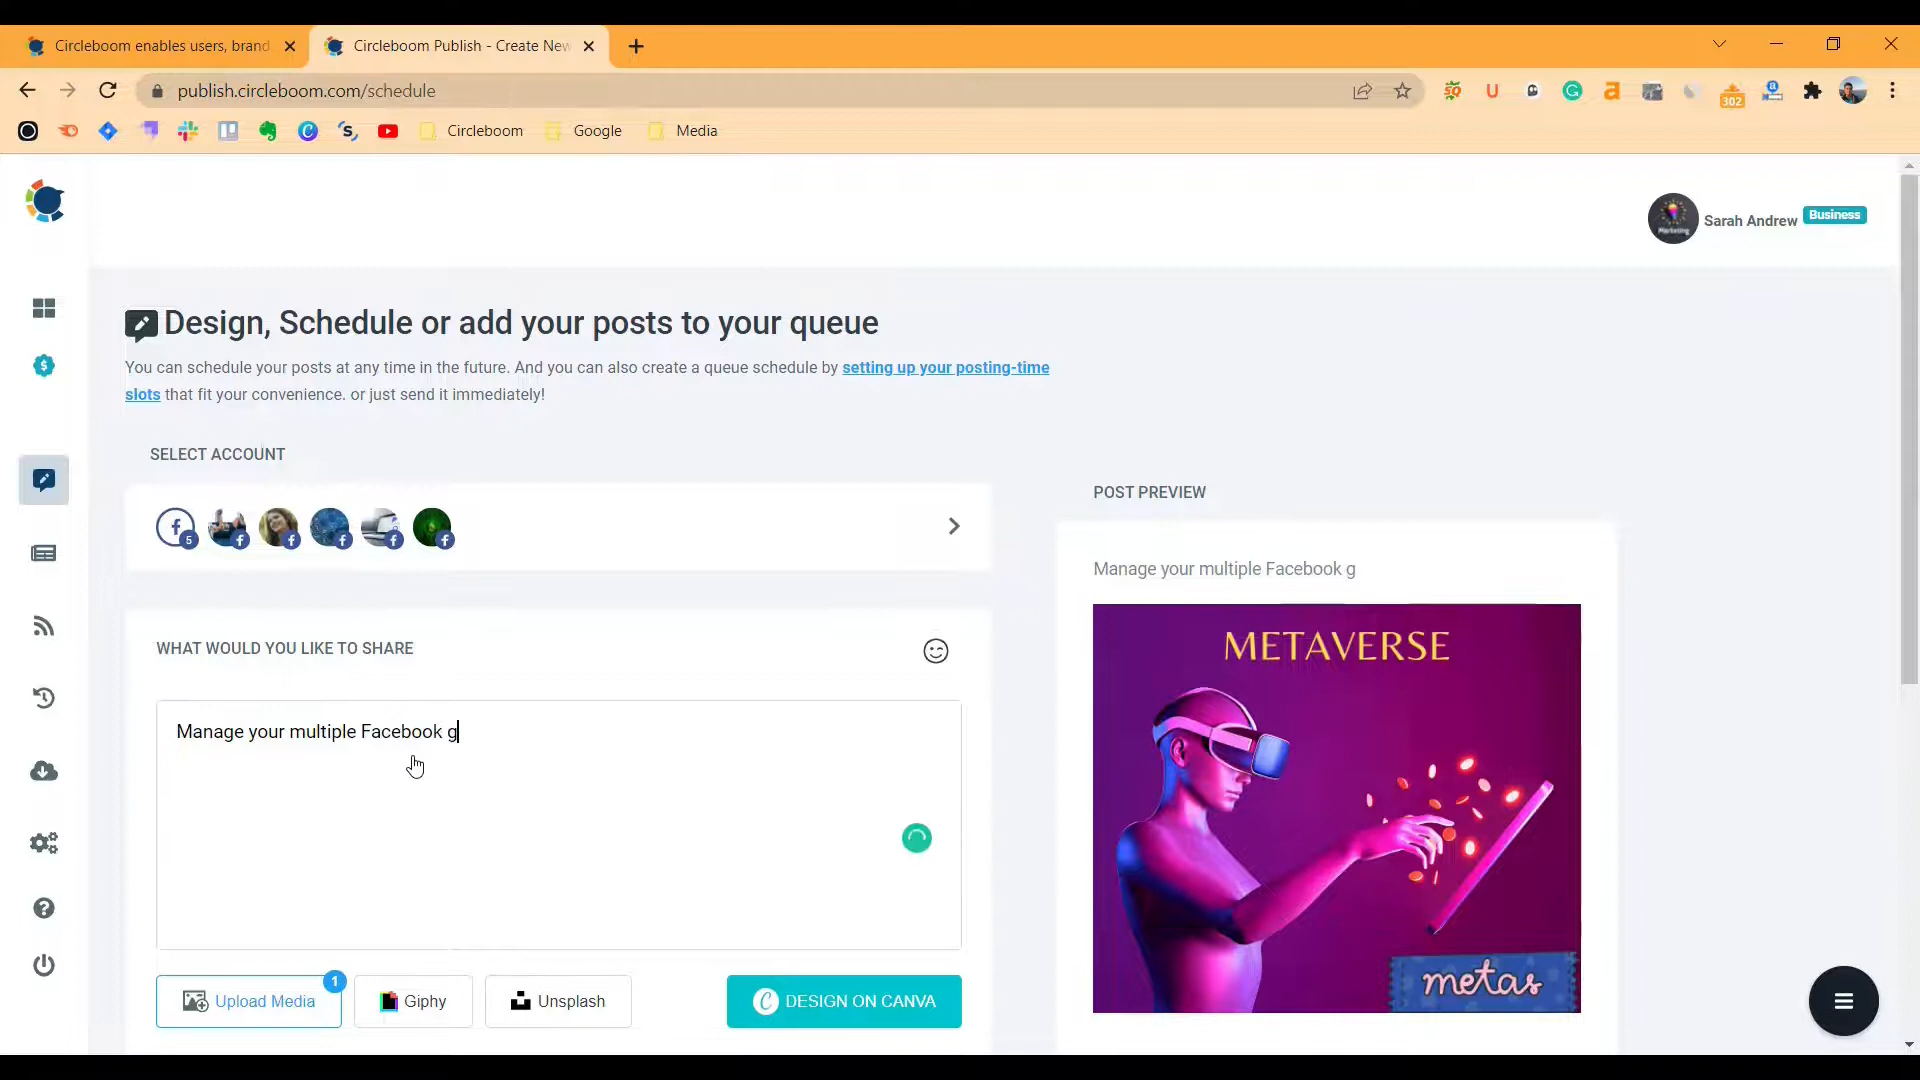 Circleboom enables users, brand
Circleboom Publish - Create New
publish.circleboom.com/schedule
302
Circleboom
Google
Media
Sarah Andrew
Business
Design, Schedule or add your posts to your queue
You can schedule your posts at any time in the future. And you can also create a queue schedule by setting up your posting-time
slots that fit your convenience. or just send it immediately!
SELECT ACCOUNT
5
POST PREVIEW
Manage your multiple Facebook g
METAVERSE
metas
WHAT WOULD YOU LIKE TO SHARE
Manage your multiple Facebook g
1
Upload Media
Giphy
Unsplash
DESIGN ON CANVA